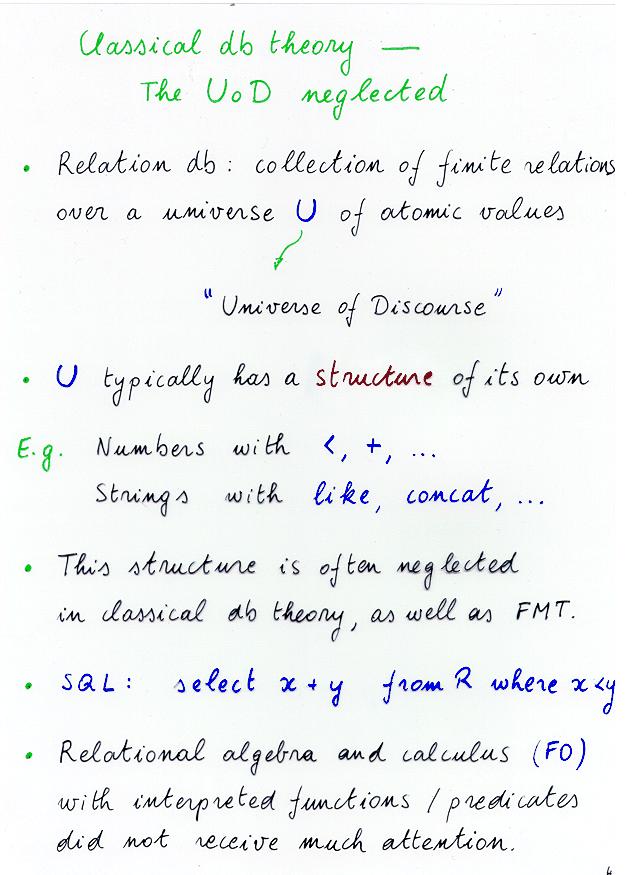 Classical db theory —
The UoD neglected
• Relation db : collection of finite relations
over a universe U of atomic values
"Universe of Discourse"
• U typically has a structure of its own
E.g. Numbers with <, +, ...
Strings with like, concat, ...
• This structure is often neglected
in classical db theory, as well as FMT.
• SQL : select x + y from R where x < y
• Relational algebra and calculus (FO)
with interpreted functions / predicates
did not receive much attention.